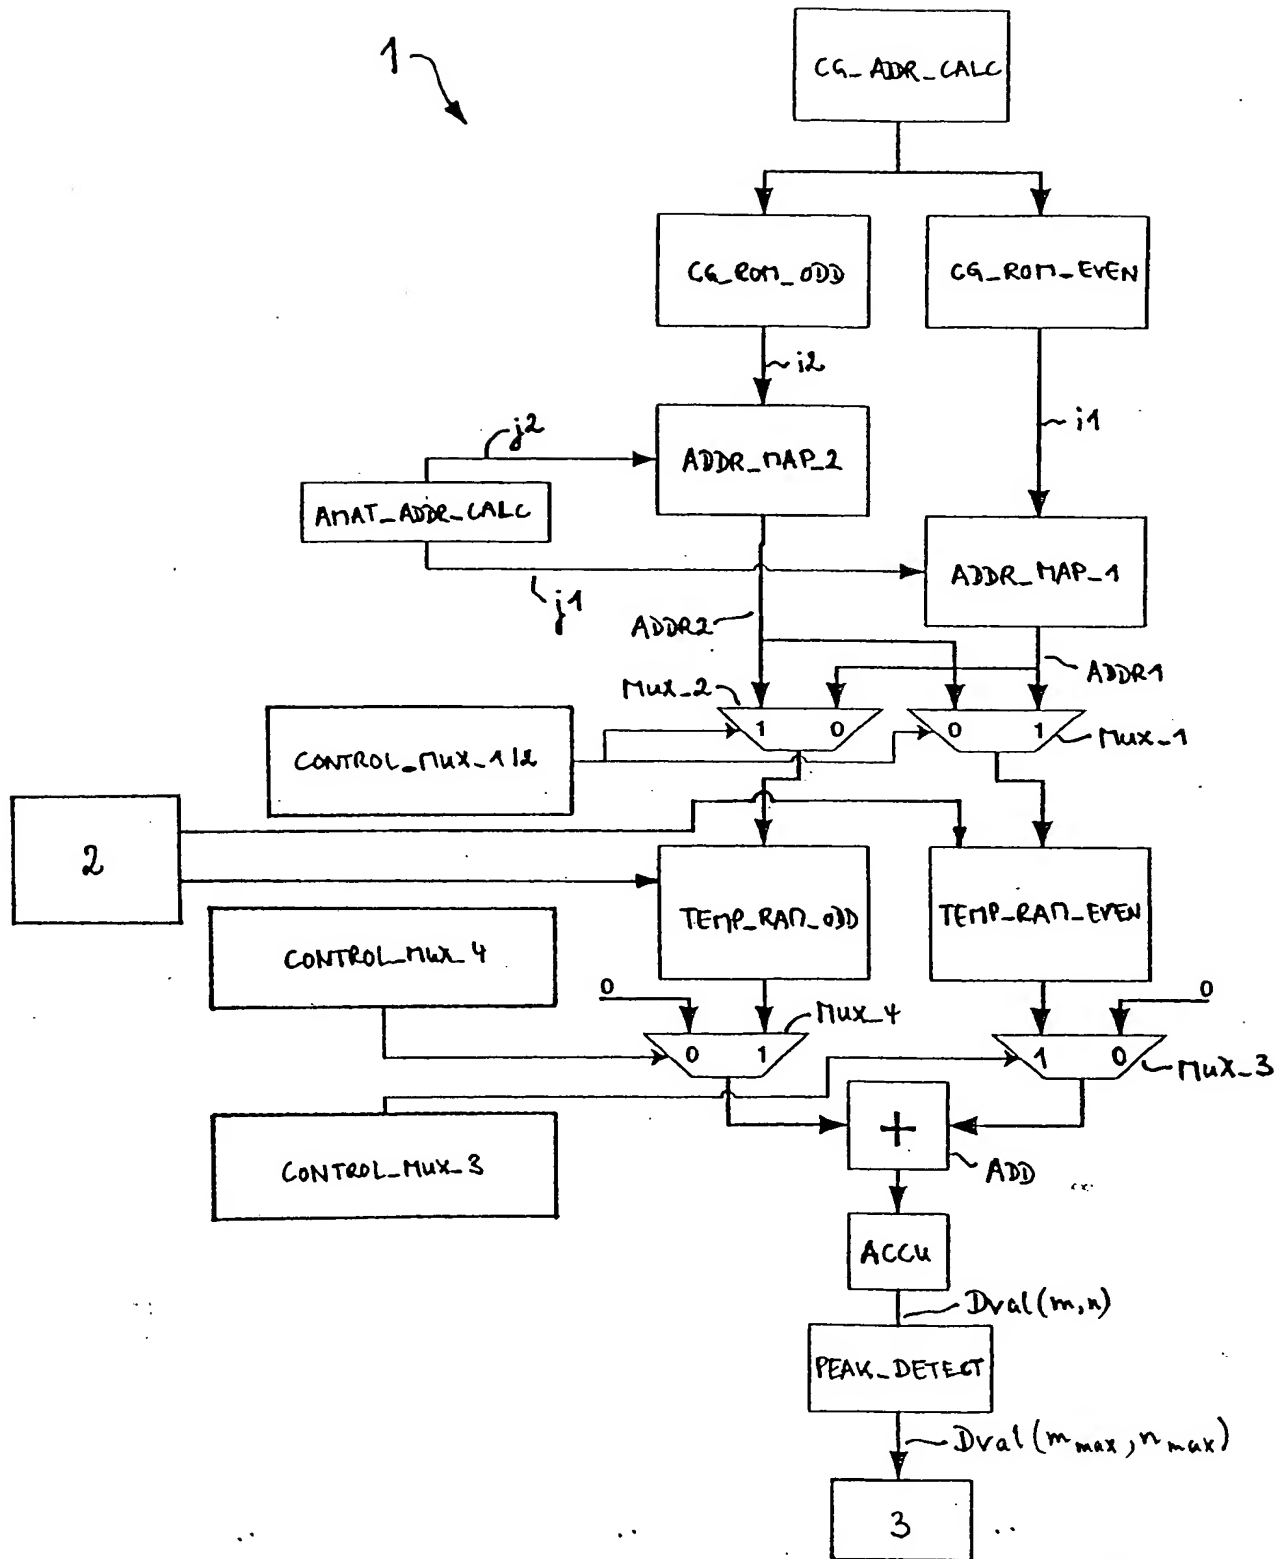 1
CG_ADDR_CALC
CG_ROM_ODD
CG_ROM_EVEN
i2
i1
j2
ADDR_MAP_2
AMAT_ADDR_CALC
ADDR_MAP_1
j1
ADDR2
ADDR1
MUX_2
1 0
0 1
MUX_1
CONTROL_MUX_1/2
2
TEMP_RAM_ODD
TEMP_RAM_EVEN
CONTROL_MUX_4
0
0
MUX_4
0 1
1 0
MUX_3
CONTROL_MUX_3
+
ADD
ACCU
Dval(m,n)
PEAK_DETECT
Dval(m max, n max)
3